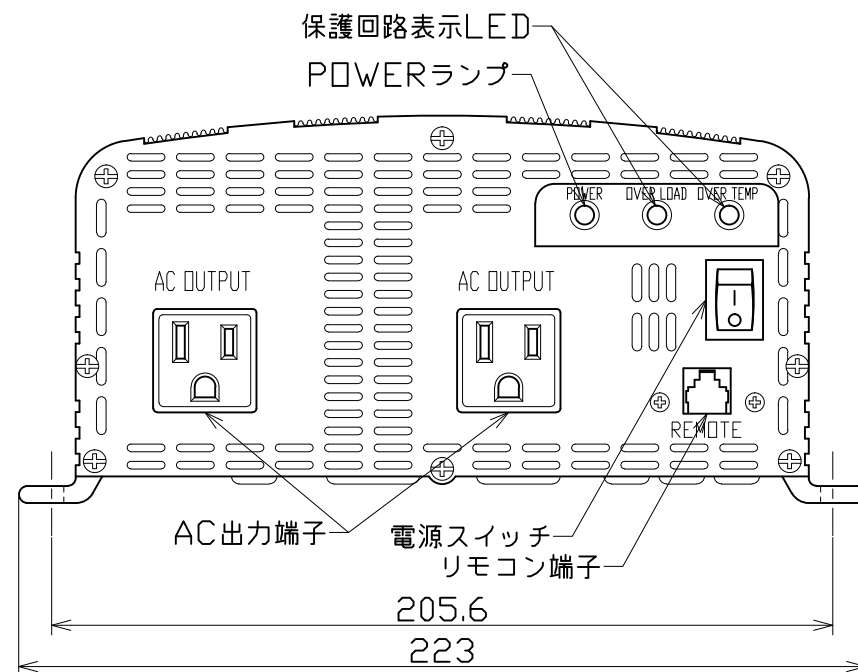 保護回路表示LED
POWERランプ
POWER OVER LOAD OVER TEMP
AC OUTPUT AC OUTPUT
REMOTE
AC出力端子
電源スイッチ
リモコン端子
205.6
223